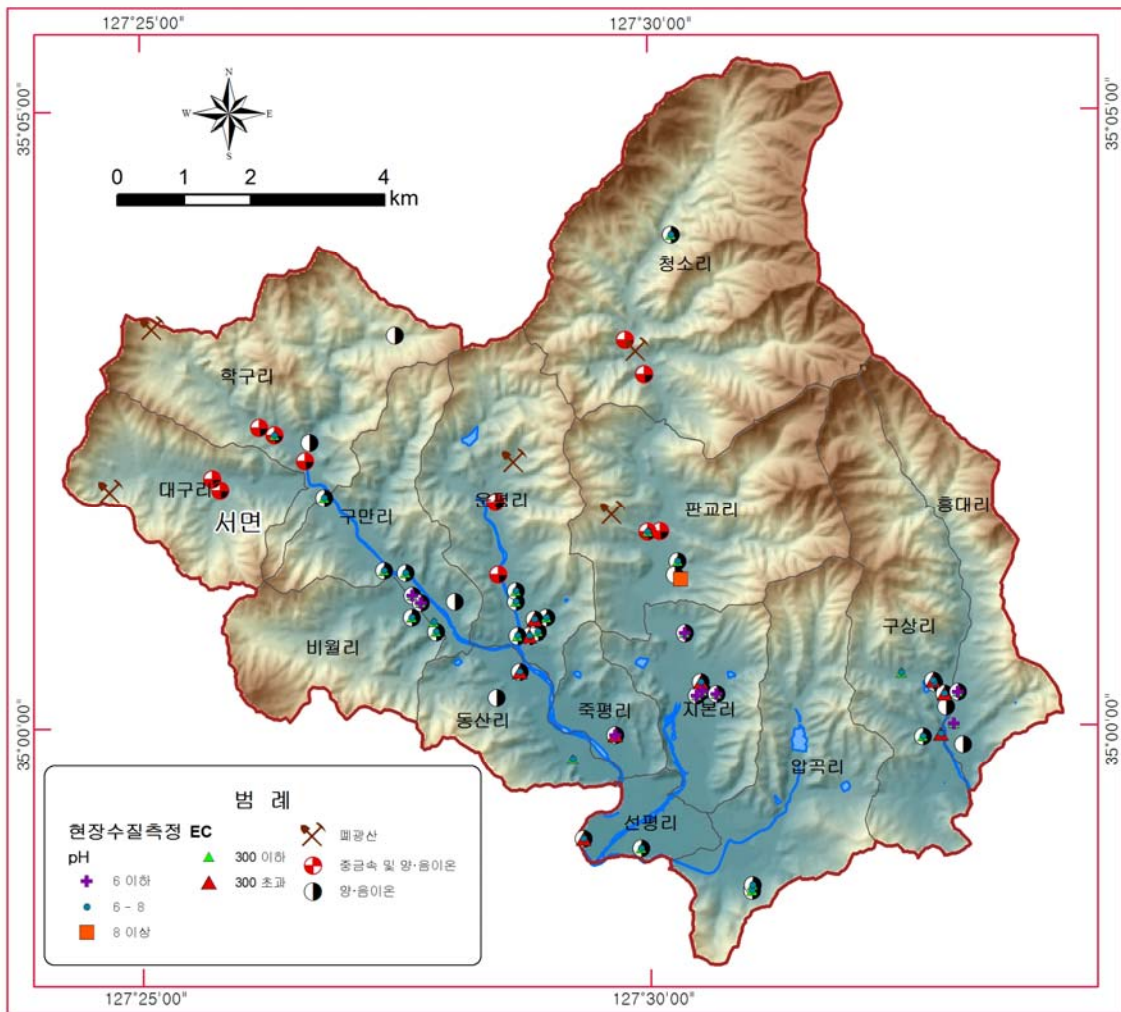 127°25'00"
127°30'00"
35°05'00"
35°05'00"
N
W
E
S
0 1 2 4
km
청소리
학구리
대구리
서면
구만리
운평리
판교리
흥대리
비월리
구상리
동산리
죽평리
지본리
압곡리
선평리
35°00'00"
35°00'00"
범 례
현장수질측정 EC
pH
6 이하
6 - 8
8 이상
300 이하
300 초과
폐광산
중금속 및 양·음이온
양·음이온
127°25'00"
127°30'00"